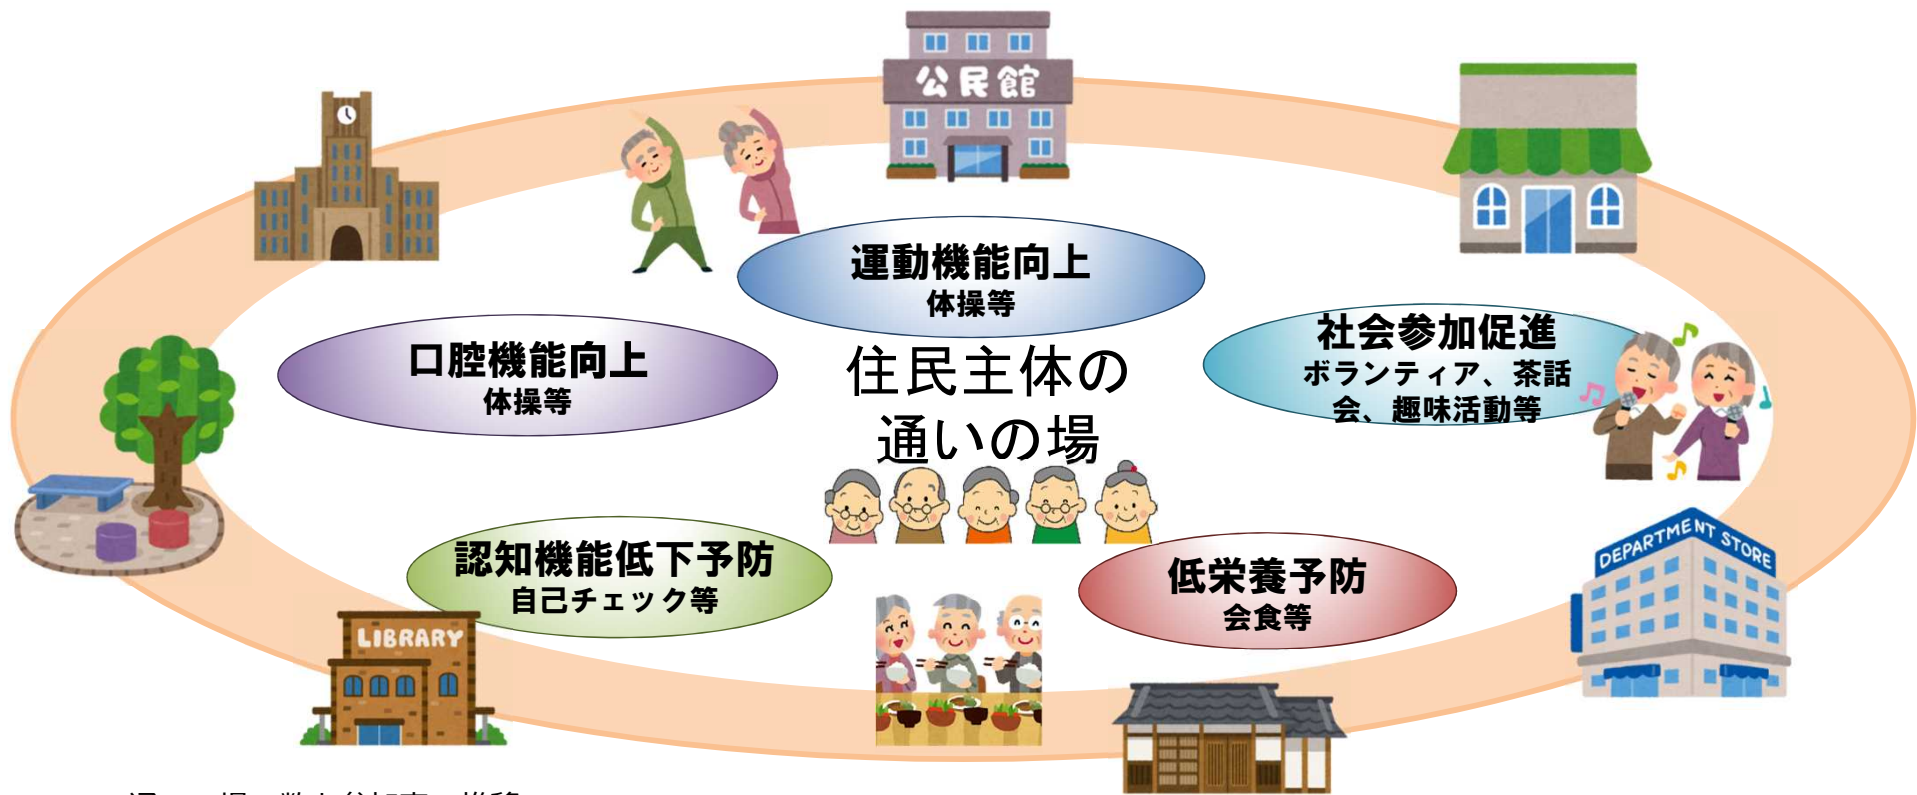 公民館
運動機能向上
体操等
口腔機能向上
体操等
社会参加促進
ボランティア、茶話
会、趣味活動等
住民主体の
通いの場
認知機能低下予防
自己チェック等
低栄養予防
会食等
DEPARTMENT STORE
LIBRARY